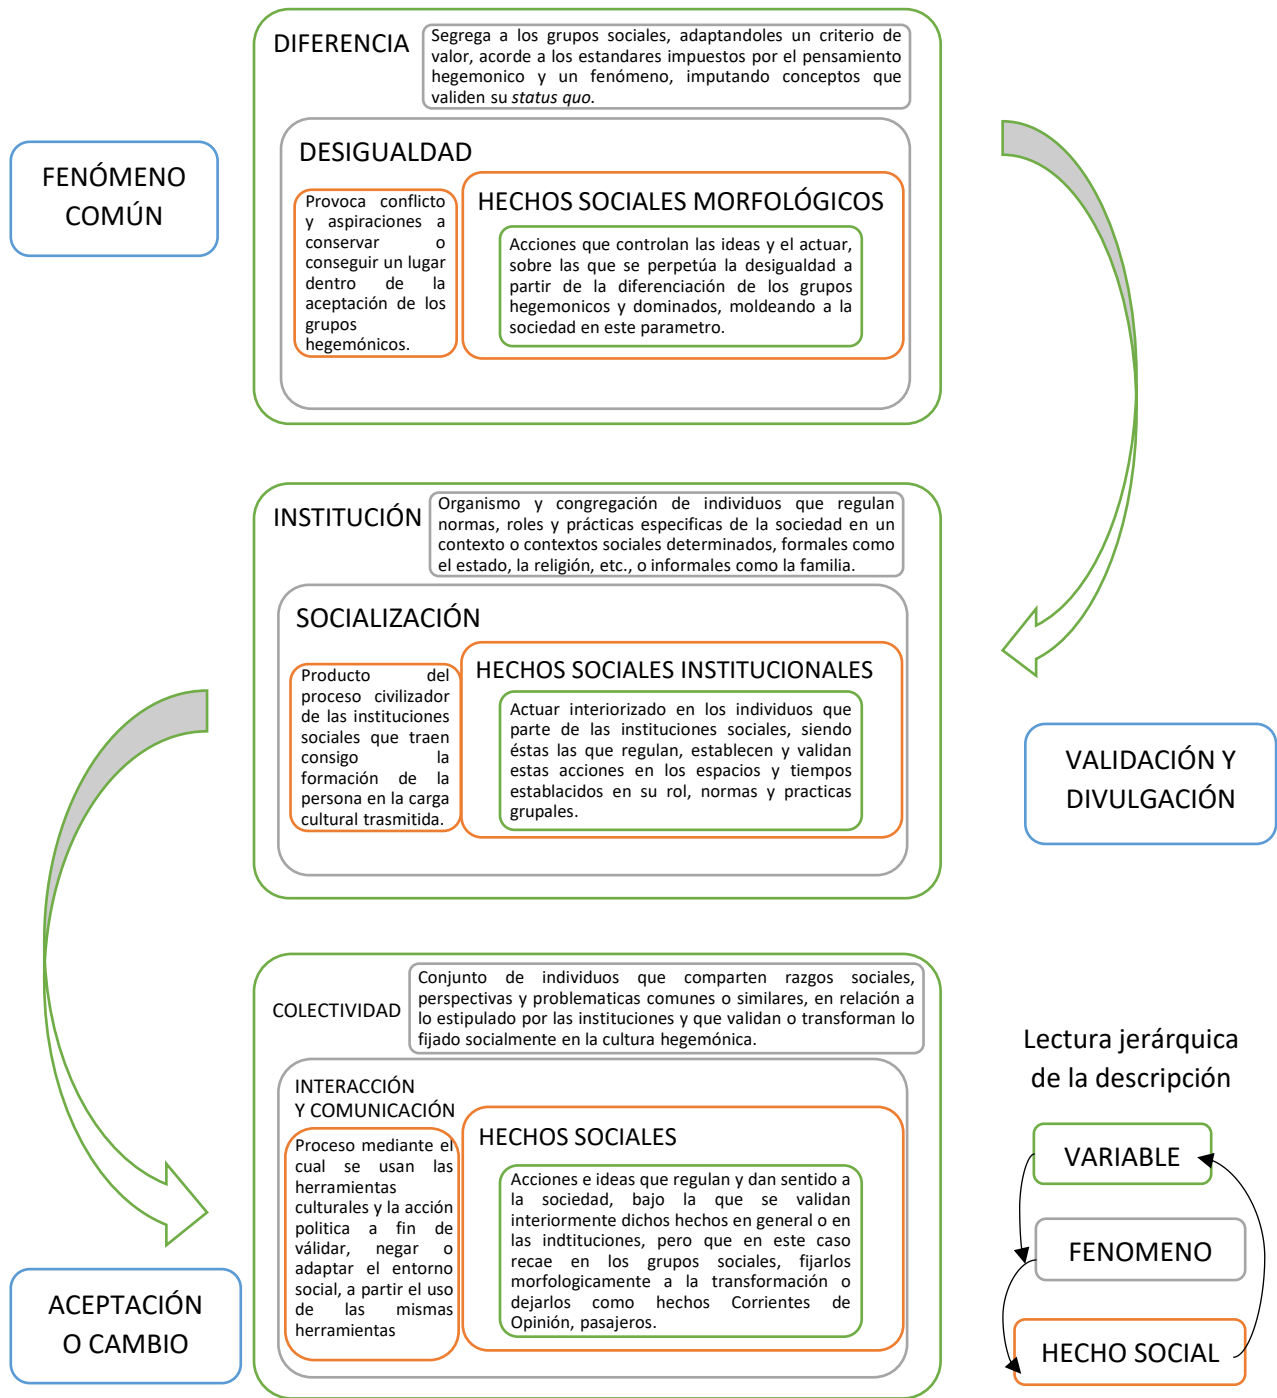 DIFERENCIA
Segrega a los grupos sociales, adaptandoles un criterio de
valor, acorde a los estandares impuestos por el pensamiento
hegemonico y un fenómeno, imputando conceptos que
validen su status quo.
FENÓMENO
COMÚN
DESIGUALDAD
Provoca conflicto
y aspiraciones a
conservar o
conseguir un lugar
dentro de la
aceptación de los
grupos
hegemónicos.
HECHOS SOCIALES MORFOLÓGICOS
Acciones que controlan las ideas y el actuar,
sobre las que se perpetúa la desigualdad a
partir de la diferenciación de los grupos
hegemonicos y dominados, moldeando a la
sociedad en este parametro.
INSTITUCIÓN
Organismo y congregación de individuos que regulan
normas, roles y prácticas especificas de la sociedad en un
contexto o contextos sociales determinados, formales como
el estado, la religión, etc., o informales como la familia.
SOCIALIZACIÓN
Producto del
proceso civilizador
de las instituciones
sociales que traen
consigo la
formación de la
persona en la carga
cultural trasmitida.
HECHOS SOCIALES INSTITUCIONALES
Actuar interiorizado en los individuos que
parte de las instituciones sociales, siendo
éstas las que regulan, establecen y validan
estas acciones en los espacios y tiempos
establacidos en su rol, normas y practicas
grupales.
VALIDACIÓN Y
DIVULGACIÓN
COLECTIVIDAD
Conjunto de individuos que comparten razgos sociales,
perspectivas y problematicas comunes o similares, en relación a
lo estipulado por las instituciones y que validan o transforman lo
fijado socialmente en la cultura hegemónica.
INTERACCIÓN
Y COMUNICACIÓN
Proceso mediante el
cual se usan las
herramientas
culturales y la acción
politica a fin de
válidar, negar o
adaptar el entorno
social, a partir el uso
de las mismas
herramientas
HECHOS SOCIALES
Acciones e ideas que regulan y dan sentido a
la sociedad, bajo la que se validan
interiormente dichos hechos en general o en
las indtituciones, pero que en este caso
recae en los grupos sociales, fijarlos
morfologicamente a la transformación o
dejarlos como hechos Corrientes de
Opinión, pasajeros.
ACEPTACIÓN
O CAMBIO
Lectura jerárquica
de la descripción
VARIABLE
FENOMENO
HECHO SOCIAL